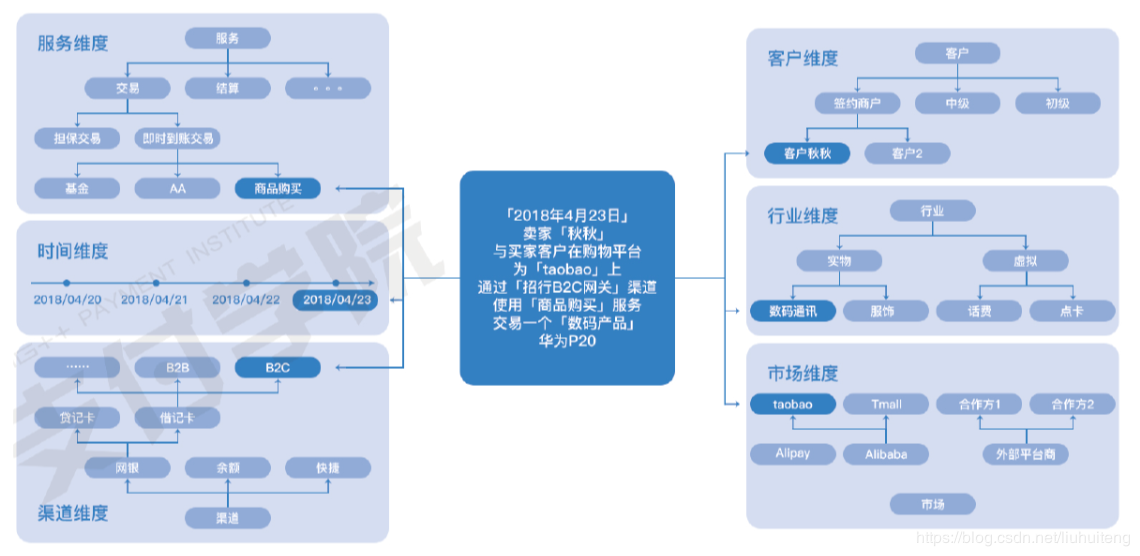 服务维度
服务
交易
结算
。。。
担保交易
即时到账交易
基金
AA
商品购买
时间维度
2018/04/20
2018/04/21
2018/04/22
2018/04/23
……
B2B
B2C
贷记卡
借记卡
网银
余额
快捷
渠道维度
渠道
「2018年4月23日」
卖家「秋秋」
与买家客户在购物平台
为「taobao」上
通过「招行B2C网关」渠道
使用「商品购买」服务
交易一个「数码产品」
华为P20
客户维度
客户
签约商户
中级
初级
客户秋秋
客户2
行业维度
行业
实物
虚拟
数码通讯
服饰
话费
点卡
市场维度
taobao
Tmall
合作方1
合作方2
Alipay
Alibaba
外部平台商
市场
PAYMENT INSTITUTE
支付学院
https://blog.csdn.net/liuhuiteng